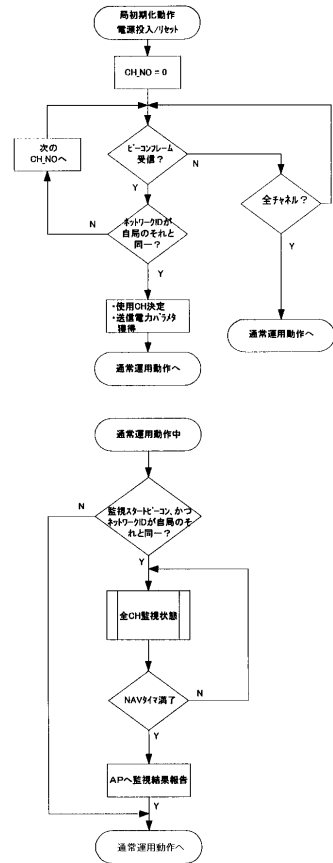 局初期化動作
電源投入/リセット
CH_NO = 0
次の
CH_NOへ
ビーコンフレーム
受信?
N
Y
全チャネル?
N
ネットワークIDが
自局のそれと
同一?
Y
Y
・使用CH決定
・送信電力パラメタ
獲得
通常運用動作へ
通常運用動作へ
通常運用動作中
N
監視スタートビーコン、かつ
ネットワークIDが自局のそ
れと同一?
Y
全CH監視状態
NAVタイマ満了
N
Y
APへ監視結果報告
Y
通常運用動作へ